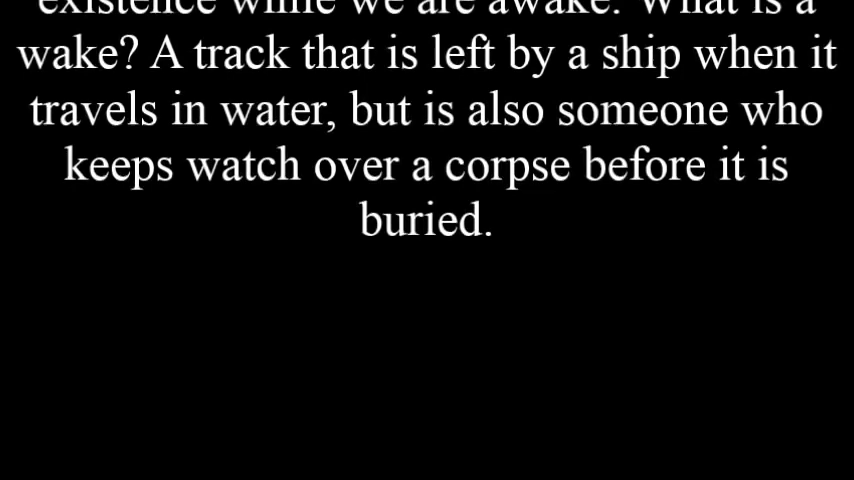 existence while we are awake. What is a
wake? A track that is left by a ship when it
travels in water, but is also someone who
keeps watch over a corpse before it is
buried.